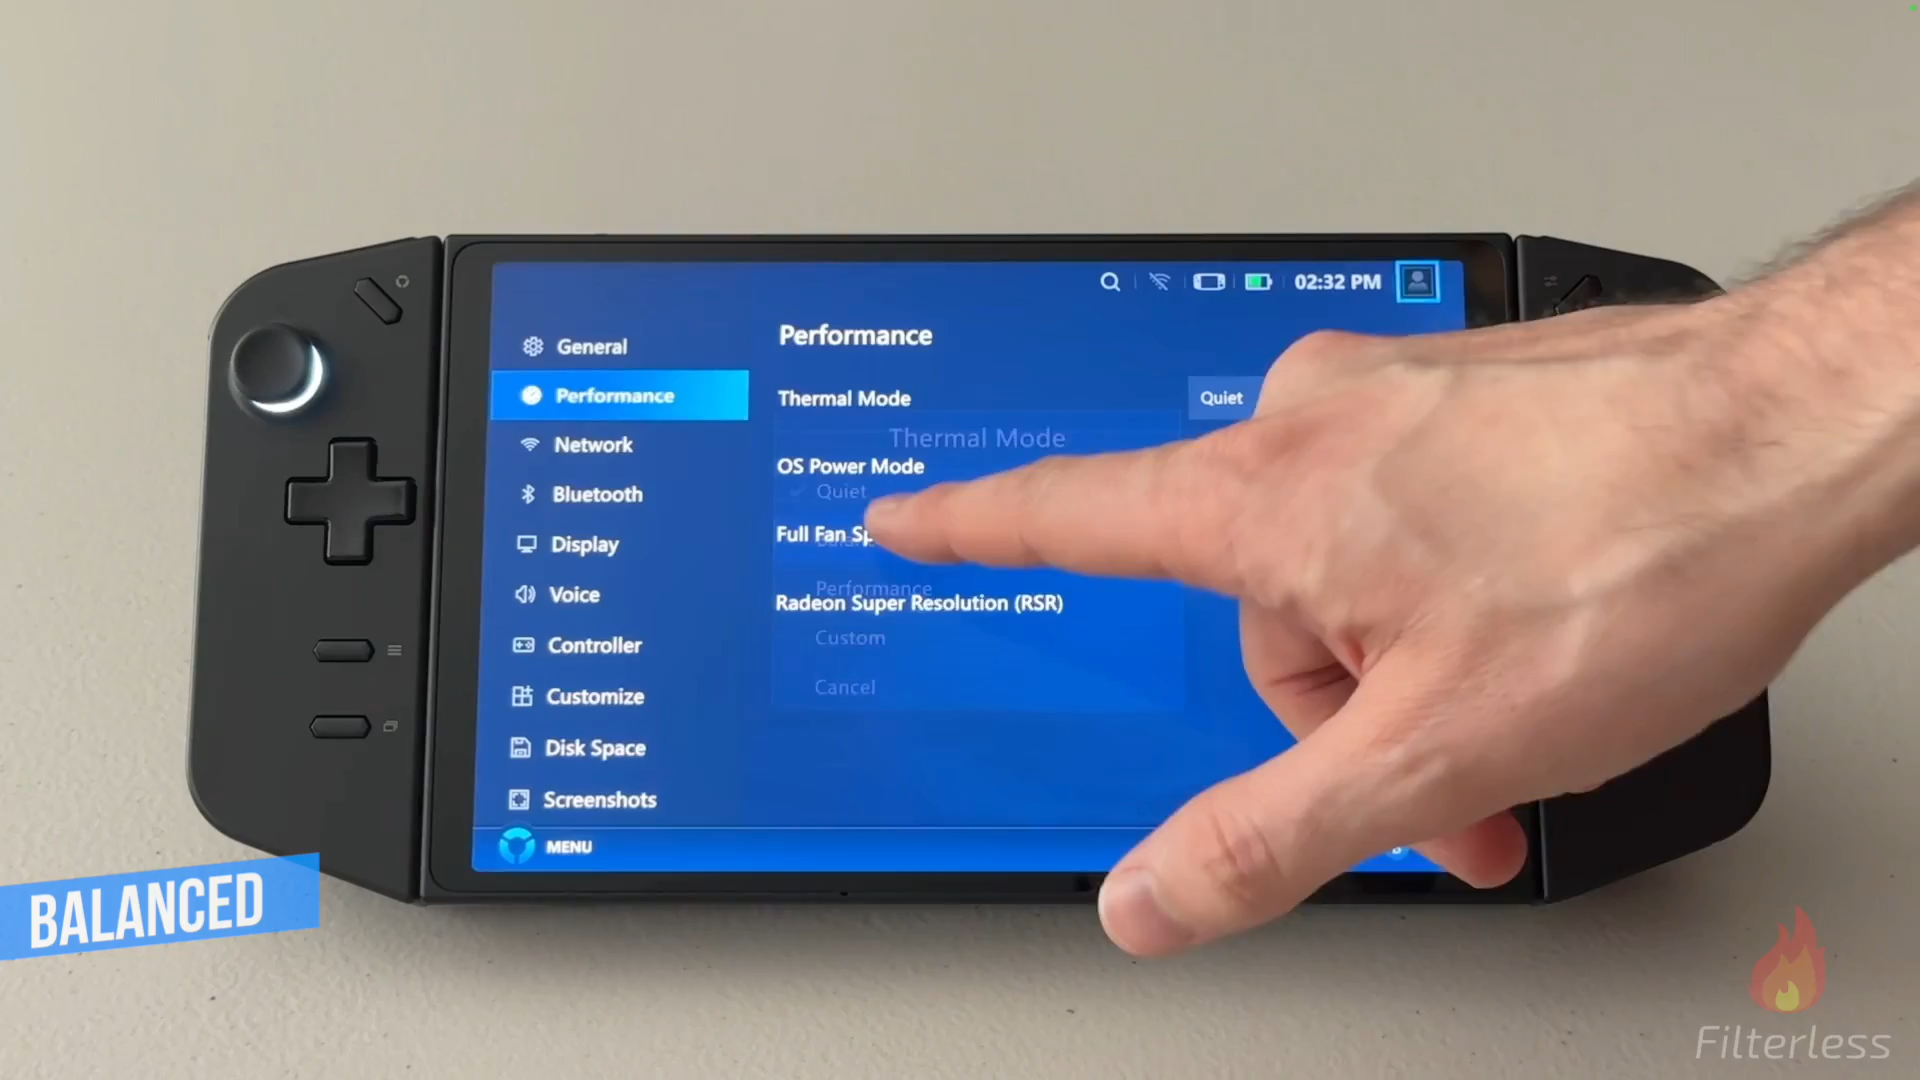 02:32 PM
General
Performance
Network
Bluetooth
Display
Voice
Controller
Customize
Disk Space
Screenshots
MENU
Performance
Thermal Mode
Quiet
Thermal Mode
OS Power Mode
Quiet
Full Fan Sp
Performance
Radeon Super Resolution (RSR)
Custom
Cancel
BALANCED
Filterless